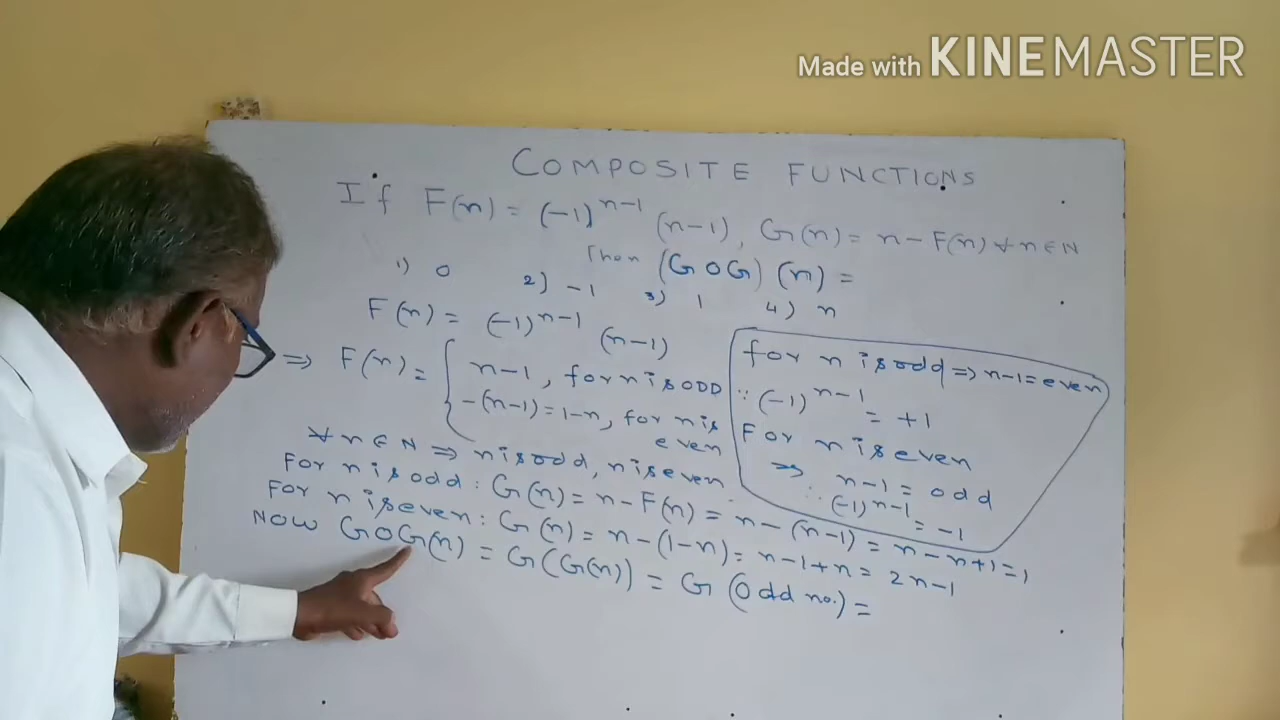 Made with KINEMASTER
COMPOSITE FUNCTIONS
If F(n) = (-1)^{n-1} (n-1), G(n) = n - F(n) ∀ n ∈ N
Then (GOG)(n) =
1) 0 2) -1 3) 1 4) n
F(n) = (-1)^{n-1} (n-1)
⇒ F(n) = { n-1, for n is ODD
-(n-1) = 1-n, for n is
even
for n is odd ⇒ n-1 = even
∵ (-1)^{n-1} = +1
For n is even
⇒ n-1 = odd
∴ (-1)^{n-1} = -1
∀ n ∈ N ⇒ n is odd, n is even.
For n is odd : G(n) = n - F(n) = n - (n-1) = n - n + 1 = 1
For n is even : G(n) = n - (1-n) = n - 1 + n = 2n - 1
Now GOG(n) = G(G(n)) = G(Odd no.) =